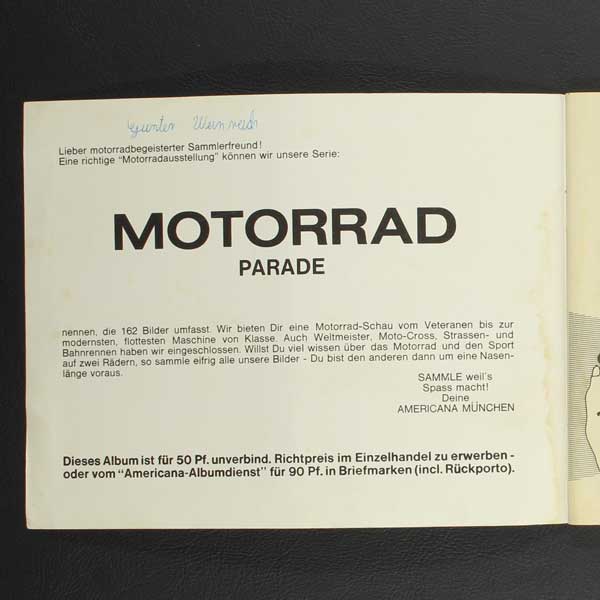 Gunter
Lieber motorradbegeisterter Sammlerfreund!
Eine richtige "Motorradausstellung" können wir unsere Serie:
MOTORRAD
PARADE
nennen, die 162 Bilder umfasst. Wir bieten Dir eine Motorrad-Schau vom Veteranen bis zur
modernsten, flottesten Maschine von Klasse. Auch Weltmeister, Moto-Cross, Strassen- und
Bahnrennen haben wir eingeschlossen. Willst Du viel wissen über das Motorrad und den Sport
auf zwei Rädern, so sammle eifrig alle unsere Bilder - Du bist den anderen dann um eine Nasen-
länge voraus.
SAMMLE weil's
Spass macht!
Deine
AMERICANA MÜNCHEN
Dieses Album ist für 50 Pf. unverbind. Richtpreis im Einzelhandel zu erwerben -
oder vom "Americana-Albumdienst" für 90 Pf. in Briefmarken (incl. Rückporto).